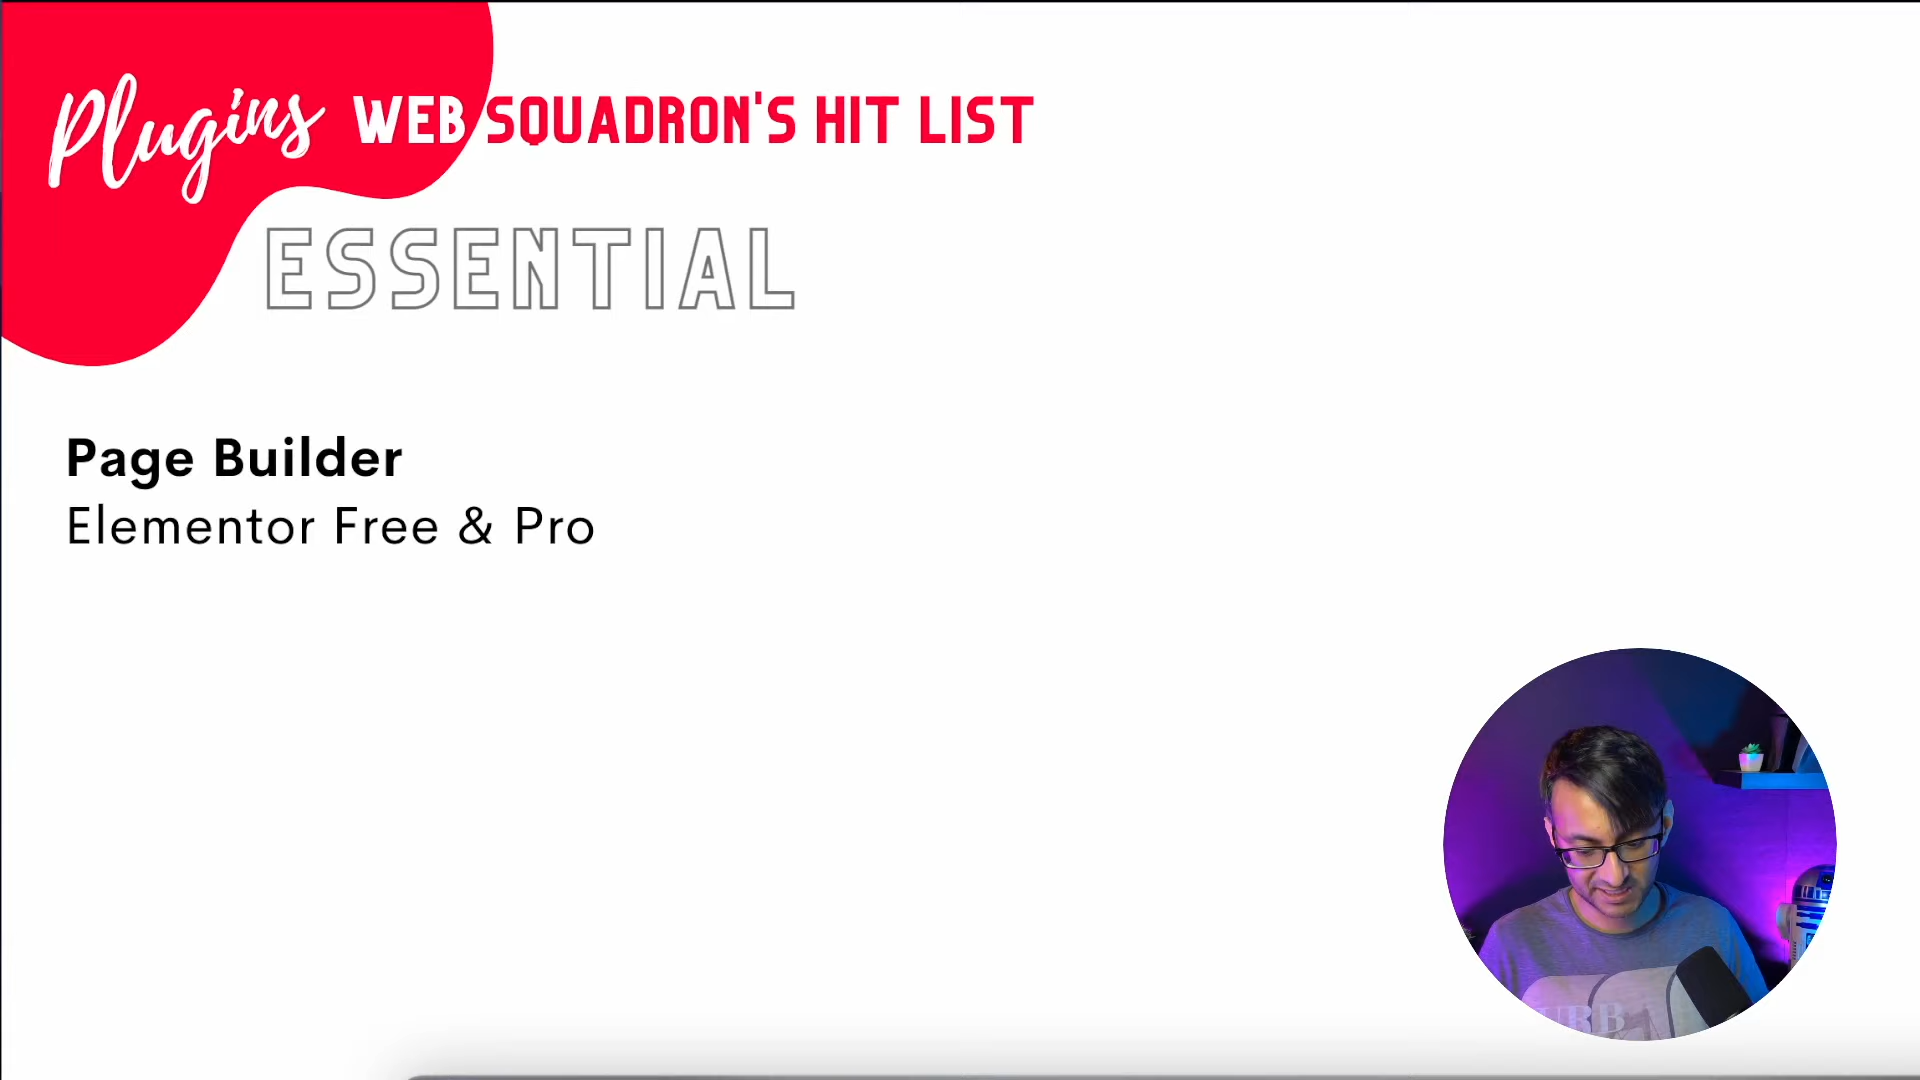 Plugins WEB SQUADRON'S HIT LIST
ESSENTIAL
Page Builder
Elementor Free & Pro